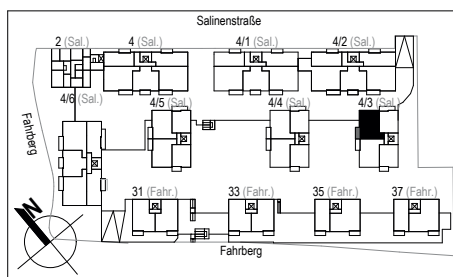 Salinenstraße
2 (Sal.) 4 (Sal.) 4/1 (Sal.) 4/2 (Sal.)
4/6 (Sal.) 4/5 (Sal.) 4/4 (Sal.) 4/3 (Sal.)
Fahrberg
31 (Fahr.) 33 (Fahr.) 35 (Fahr.) 37 (Fahr.)
N
Fahrberg